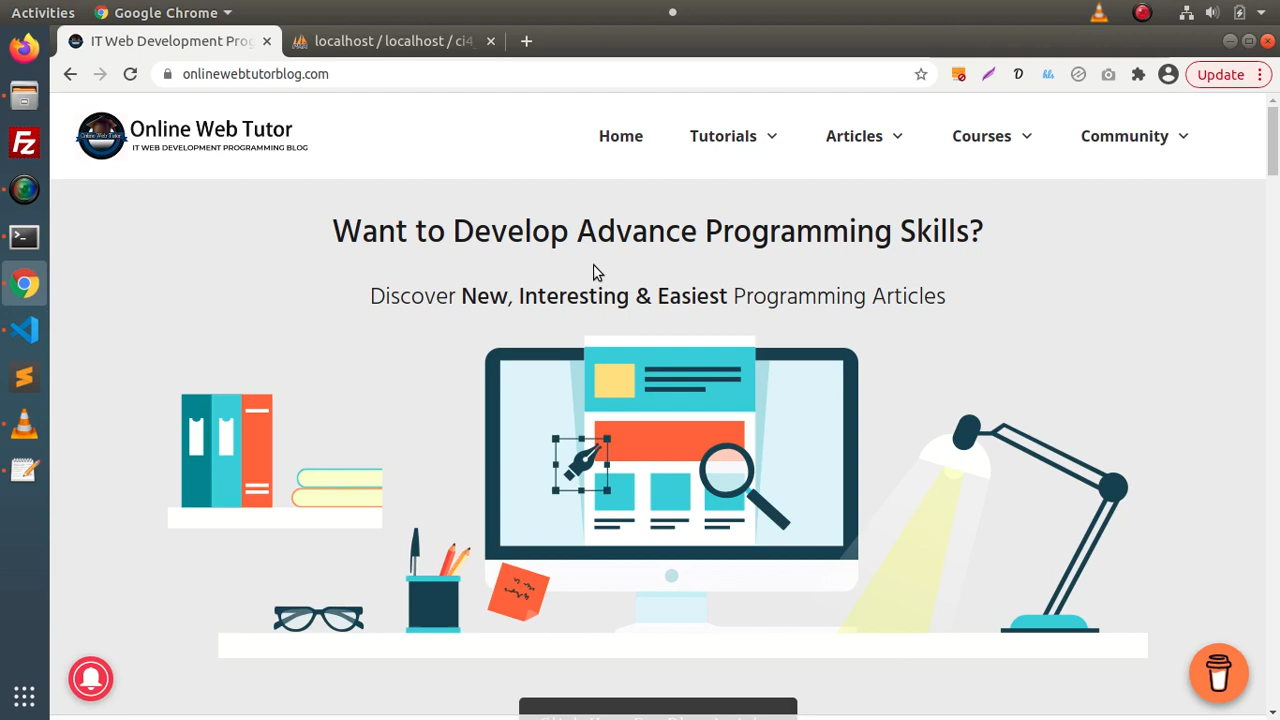 Activities
Google Chrome
IT Web Development Prog
localhost / localhost / ci4
onlinewebtutorblog.com
Update
Online Web Tutor
IT WEB DEVELOPMENT PROGRAMMING BLOG
Home
Tutorials
Articles
Courses
Community
Want to Develop Advance Programming Skills?
Discover New, Interesting & Easiest Programming Articles